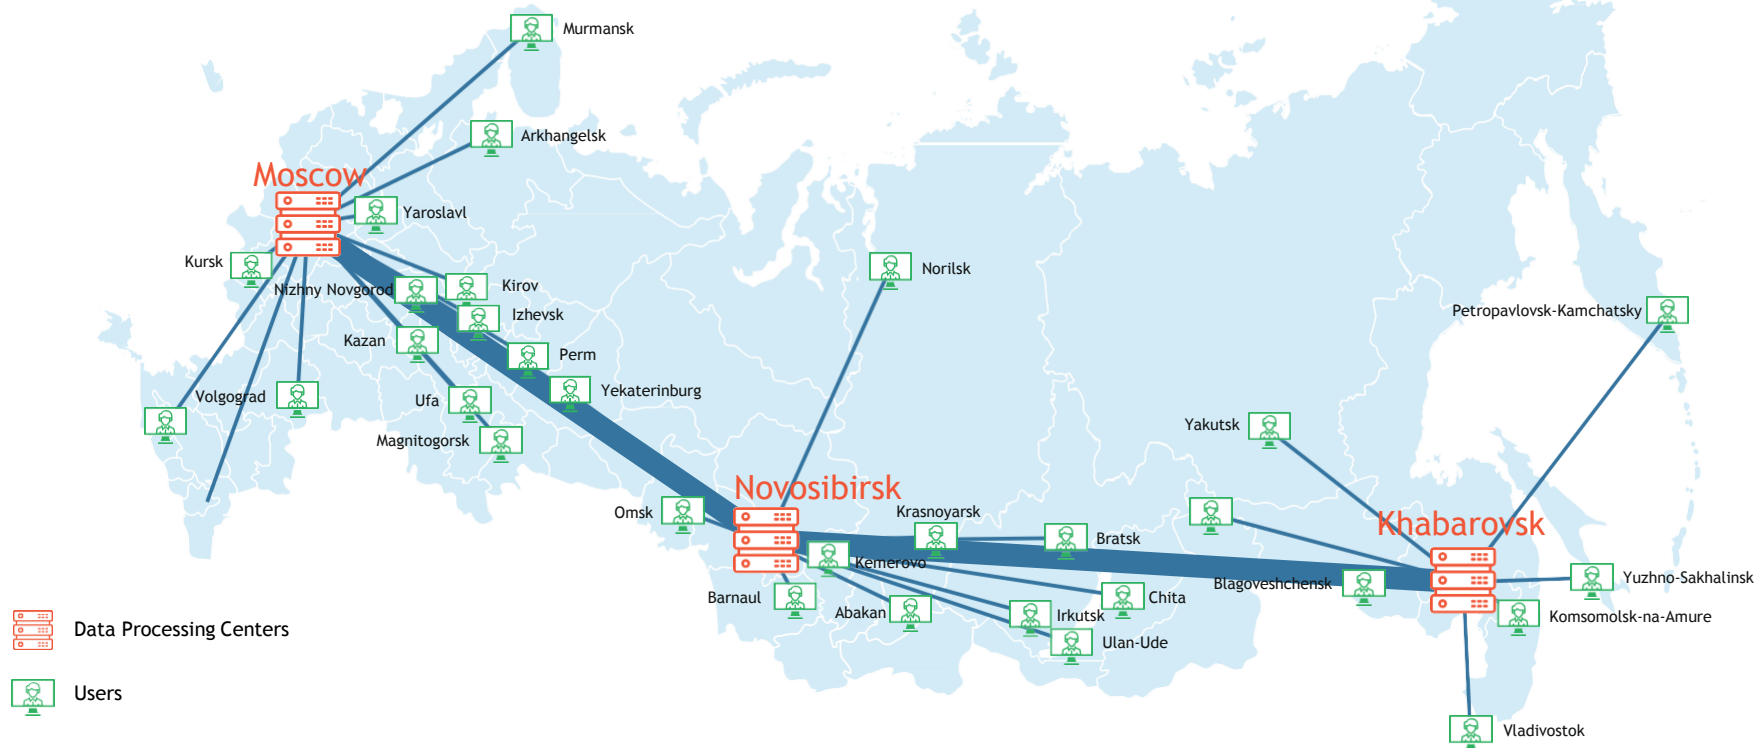 Murmansk
Arkhangelsk
Moscow
Yaroslavl
Kursk
Norilsk
Nizhny Novgorod
Kirov
Izhevsk
Petropavlovsk-Kamchatsky
Kazan
Perm
Yekaterinburg
Volgograd
Ufa
Yakutsk
Magnitogorsk
Novosibirsk
Omsk
Krasnoyarsk
Khabarovsk
Bratsk
Kemerovo
Blagoveshchensk
Yuzhno-Sakhalinsk
Barnaul
Chita
Abakan
Irkutsk
Komsomolsk-na-Amure
Data Processing Centers
Ulan-Ude
Users
Vladivostok